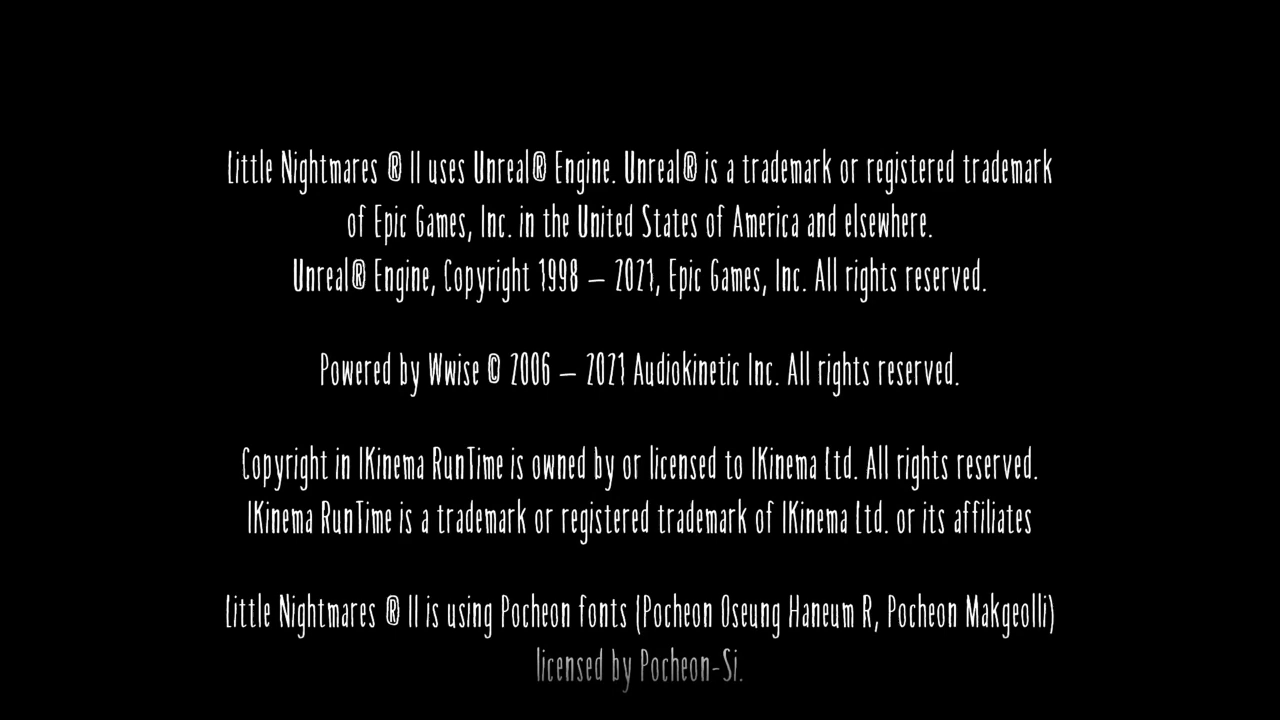 Little Nightmares ® II uses Unreal® Engine. Unreal® is a trademark or registered trademark
of Epic Games, Inc. in the United States of America and elsewhere.
Unreal® Engine, Copyright 1998 – 2021, Epic Games, Inc. All rights reserved.
Powered by Wwise © 2006 – 2021 Audiokinetic Inc. All rights reserved.
Copyright in IKinema RunTime is owned by or licensed to IKinema Ltd. All rights reserved.
IKinema RunTime is a trademark or registered trademark of IKinema Ltd. or its affiliates
Little Nightmares ® II is using Pocheon fonts (Pocheon Oseung Haneum R, Pocheon Makgeolli)
licensed by Pocheon-Si.